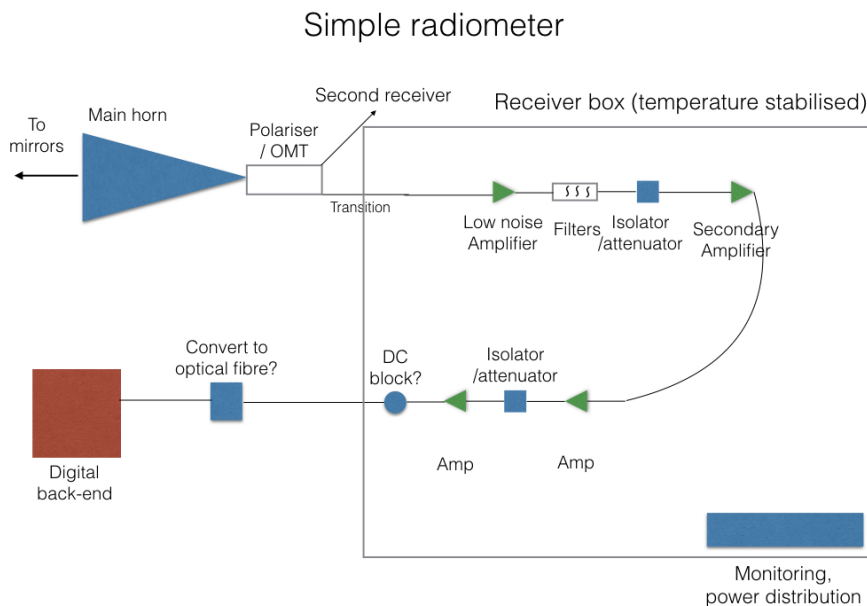 Simple radiometer
Second receiver
Receiver box (temperature stabilised)
Main horn
To
mirrors
Polariser
/ OMT
Transition
Low noise
Amplifier
Filters
Isolator
/attenuator
Secondary
Amplifier
Convert to
optical fibre?
DC
block?
Isolator
/attenuator
Amp
Amp
Digital
back-end
Monitoring,
power distribution